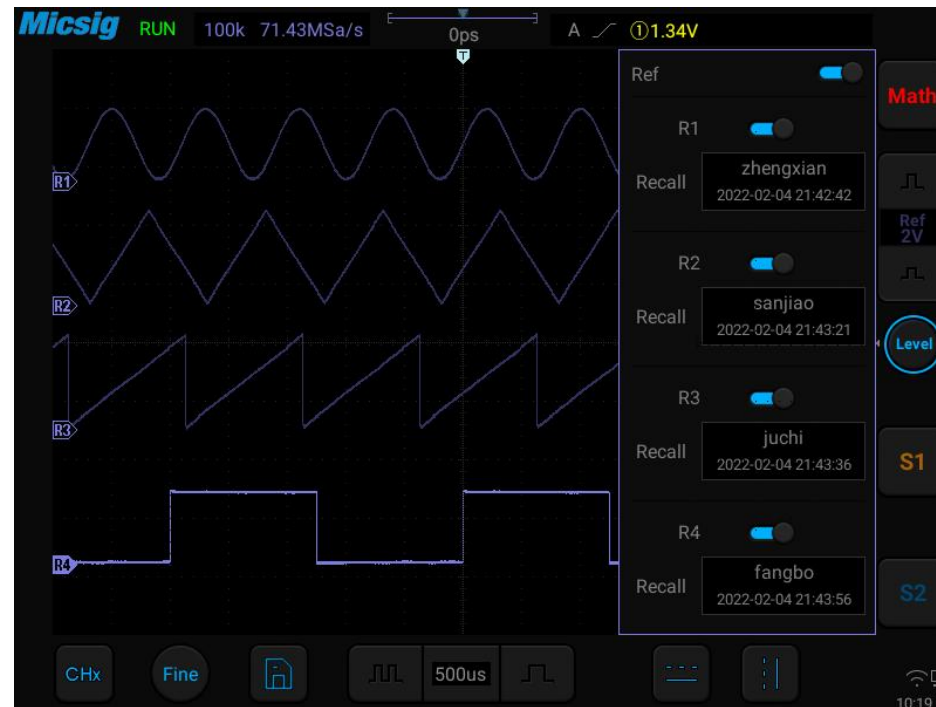 Micsig RUN 100k 71.43MSa/s 0ps A ①1.34V
T
Ref
Math
R1
R1
Recall
zhengxian
2022-02-04 21:42:42
Ref
2V
R2
R2
Recall
sanjiao
2022-02-04 21:43:21
Level
R3
R3
Recall
juchi
2022-02-04 21:43:36
S1
R4
R4
Recall
fangbo
2022-02-04 21:43:56
S2
CHx Fine 500us
10:19